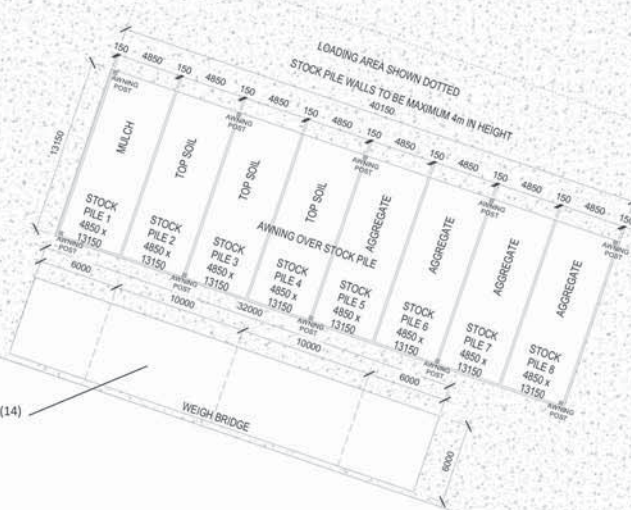 LOADING AREA SHOWN DOTTED
STOCK PILE WALLS TO BE MAXIMUM 4m IN HEIGHT
40150
150 4850 150 4850 150 4850 150 4850 150 4850 150 4850 150 4850 150 4850 150
13150
AWNING
POST
AWNING
POST
AWNING
POST
AWNING
POST
AWNING
POST
MULCH
TOP SOIL
TOP SOIL
TOP SOIL
AGGREGATE
AGGREGATE
AGGREGATE
AGGREGATE
AWNING OVER STOCK PILE
STOCK
PILE 1
4850 x
13150
STOCK
PILE 2
4850 x
13150
STOCK
PILE 3
4850 x
13150
STOCK
PILE 4
4850 x
13150
STOCK
PILE 5
4850 x
13150
STOCK
PILE 6
4850 x
13150
STOCK
PILE 7
4850 x
13150
STOCK
PILE 8
4850 x
13150
AWNING
POST
AWNING
POST
AWNING
POST
AWNING
POST
AWNING
POST
6000
10000
32000
10000
6000
(14)
WEIGH BRIDGE
6000